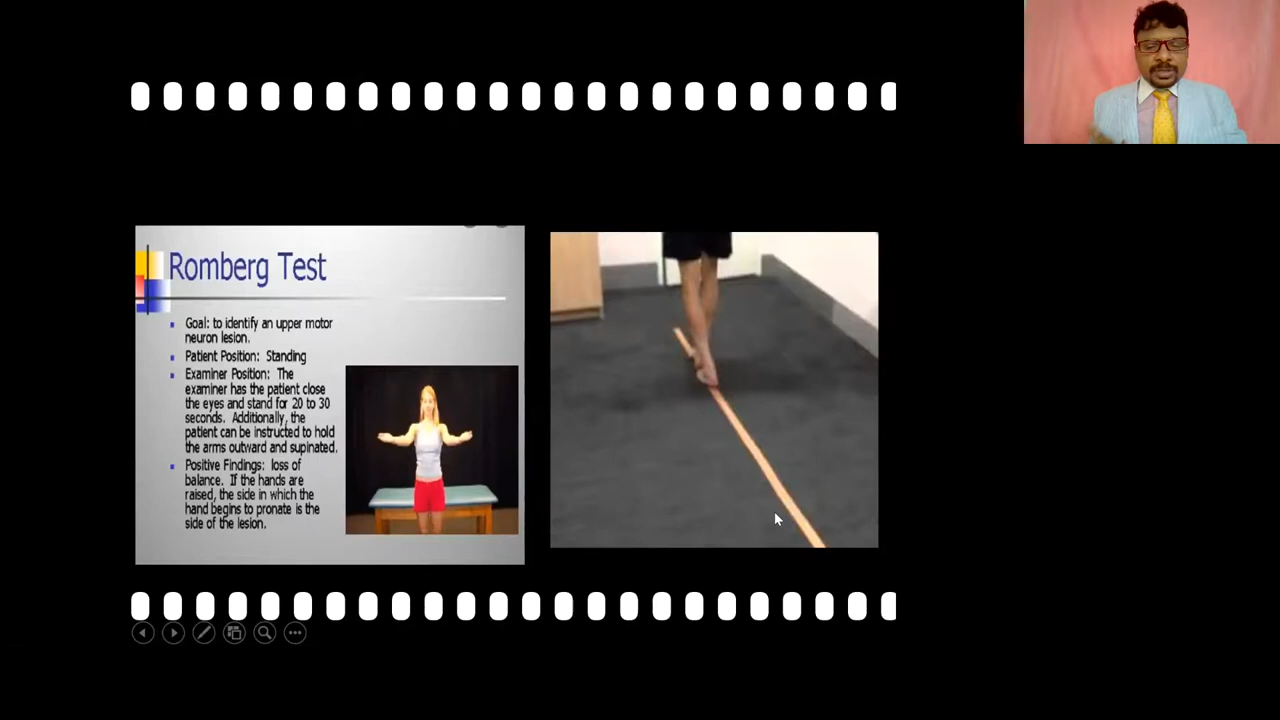 Romberg Test
Goal: to identify an upper motor
neuron lesion.
Patient Position: Standing
Examiner Position: The
examiner has the patient close
the eyes and stand for 20 to 30
seconds. Additionally, the
patient can be instructed to hold
the arms outward and supinated.
Positive Findings: loss of
balance. If the hands are
raised, the side in which the
hand begins to pronate is the
side of the lesion.